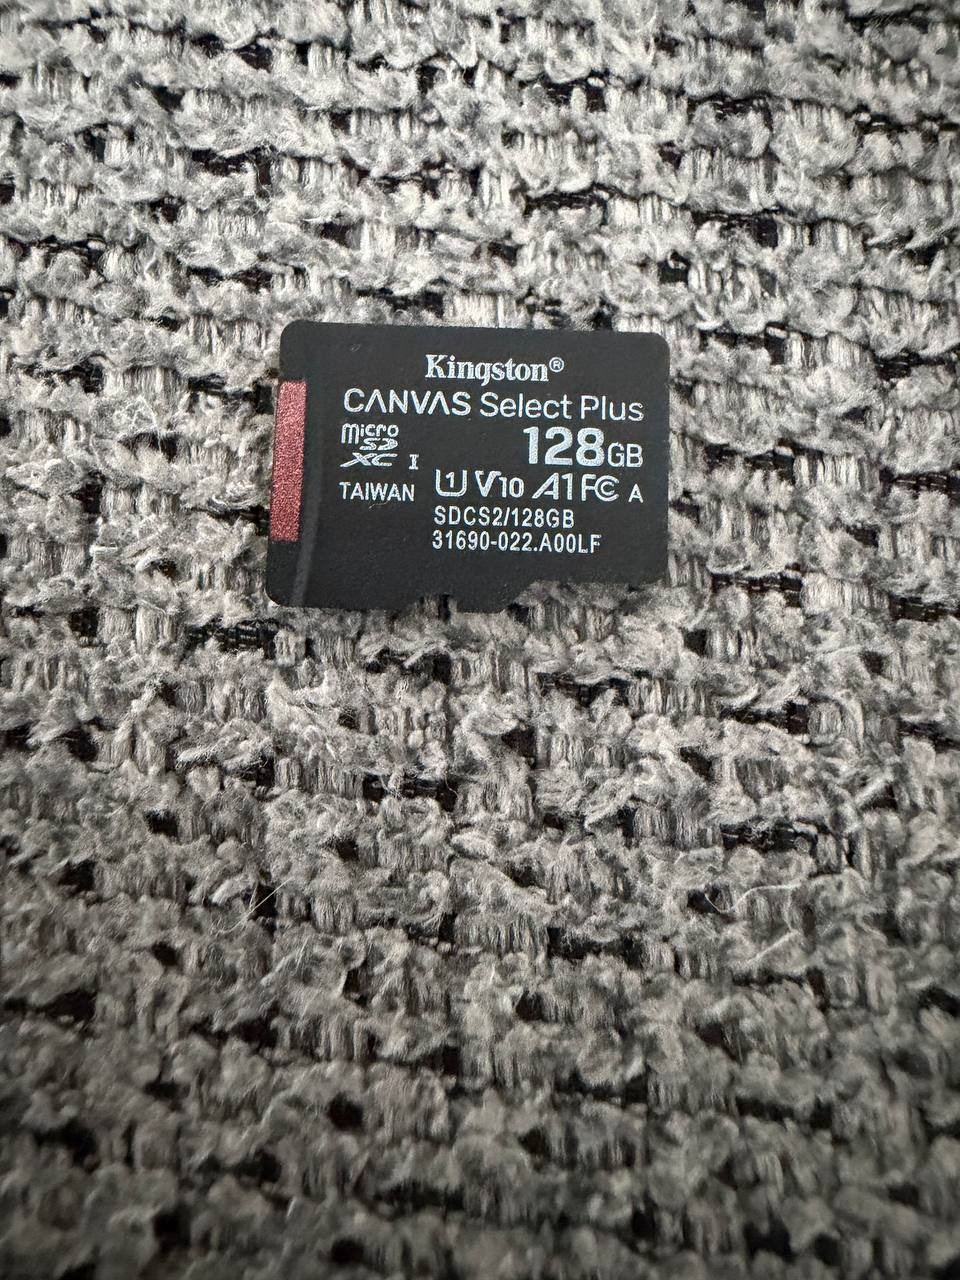 Kingston®
CANVAS Select Plus
micro SD XC I 128GB
TAIWAN U1 V10 A1 FC A
SDCS2/128GB
31690-022.A00LF